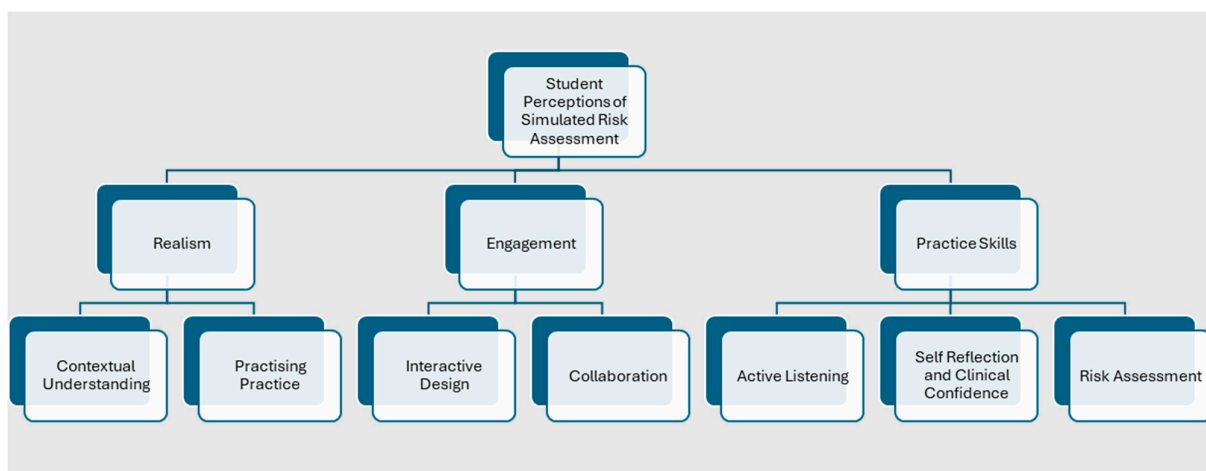 Student
Perceptions of
Simulated Risk
Assessment
Realism
Engagement
Practice Skills
Contextual
Understanding
Practising
Practice
Interactive
Design
Collaboration
Active Listening
Self Reflection
and Clinical
Confidence
Risk Assessment